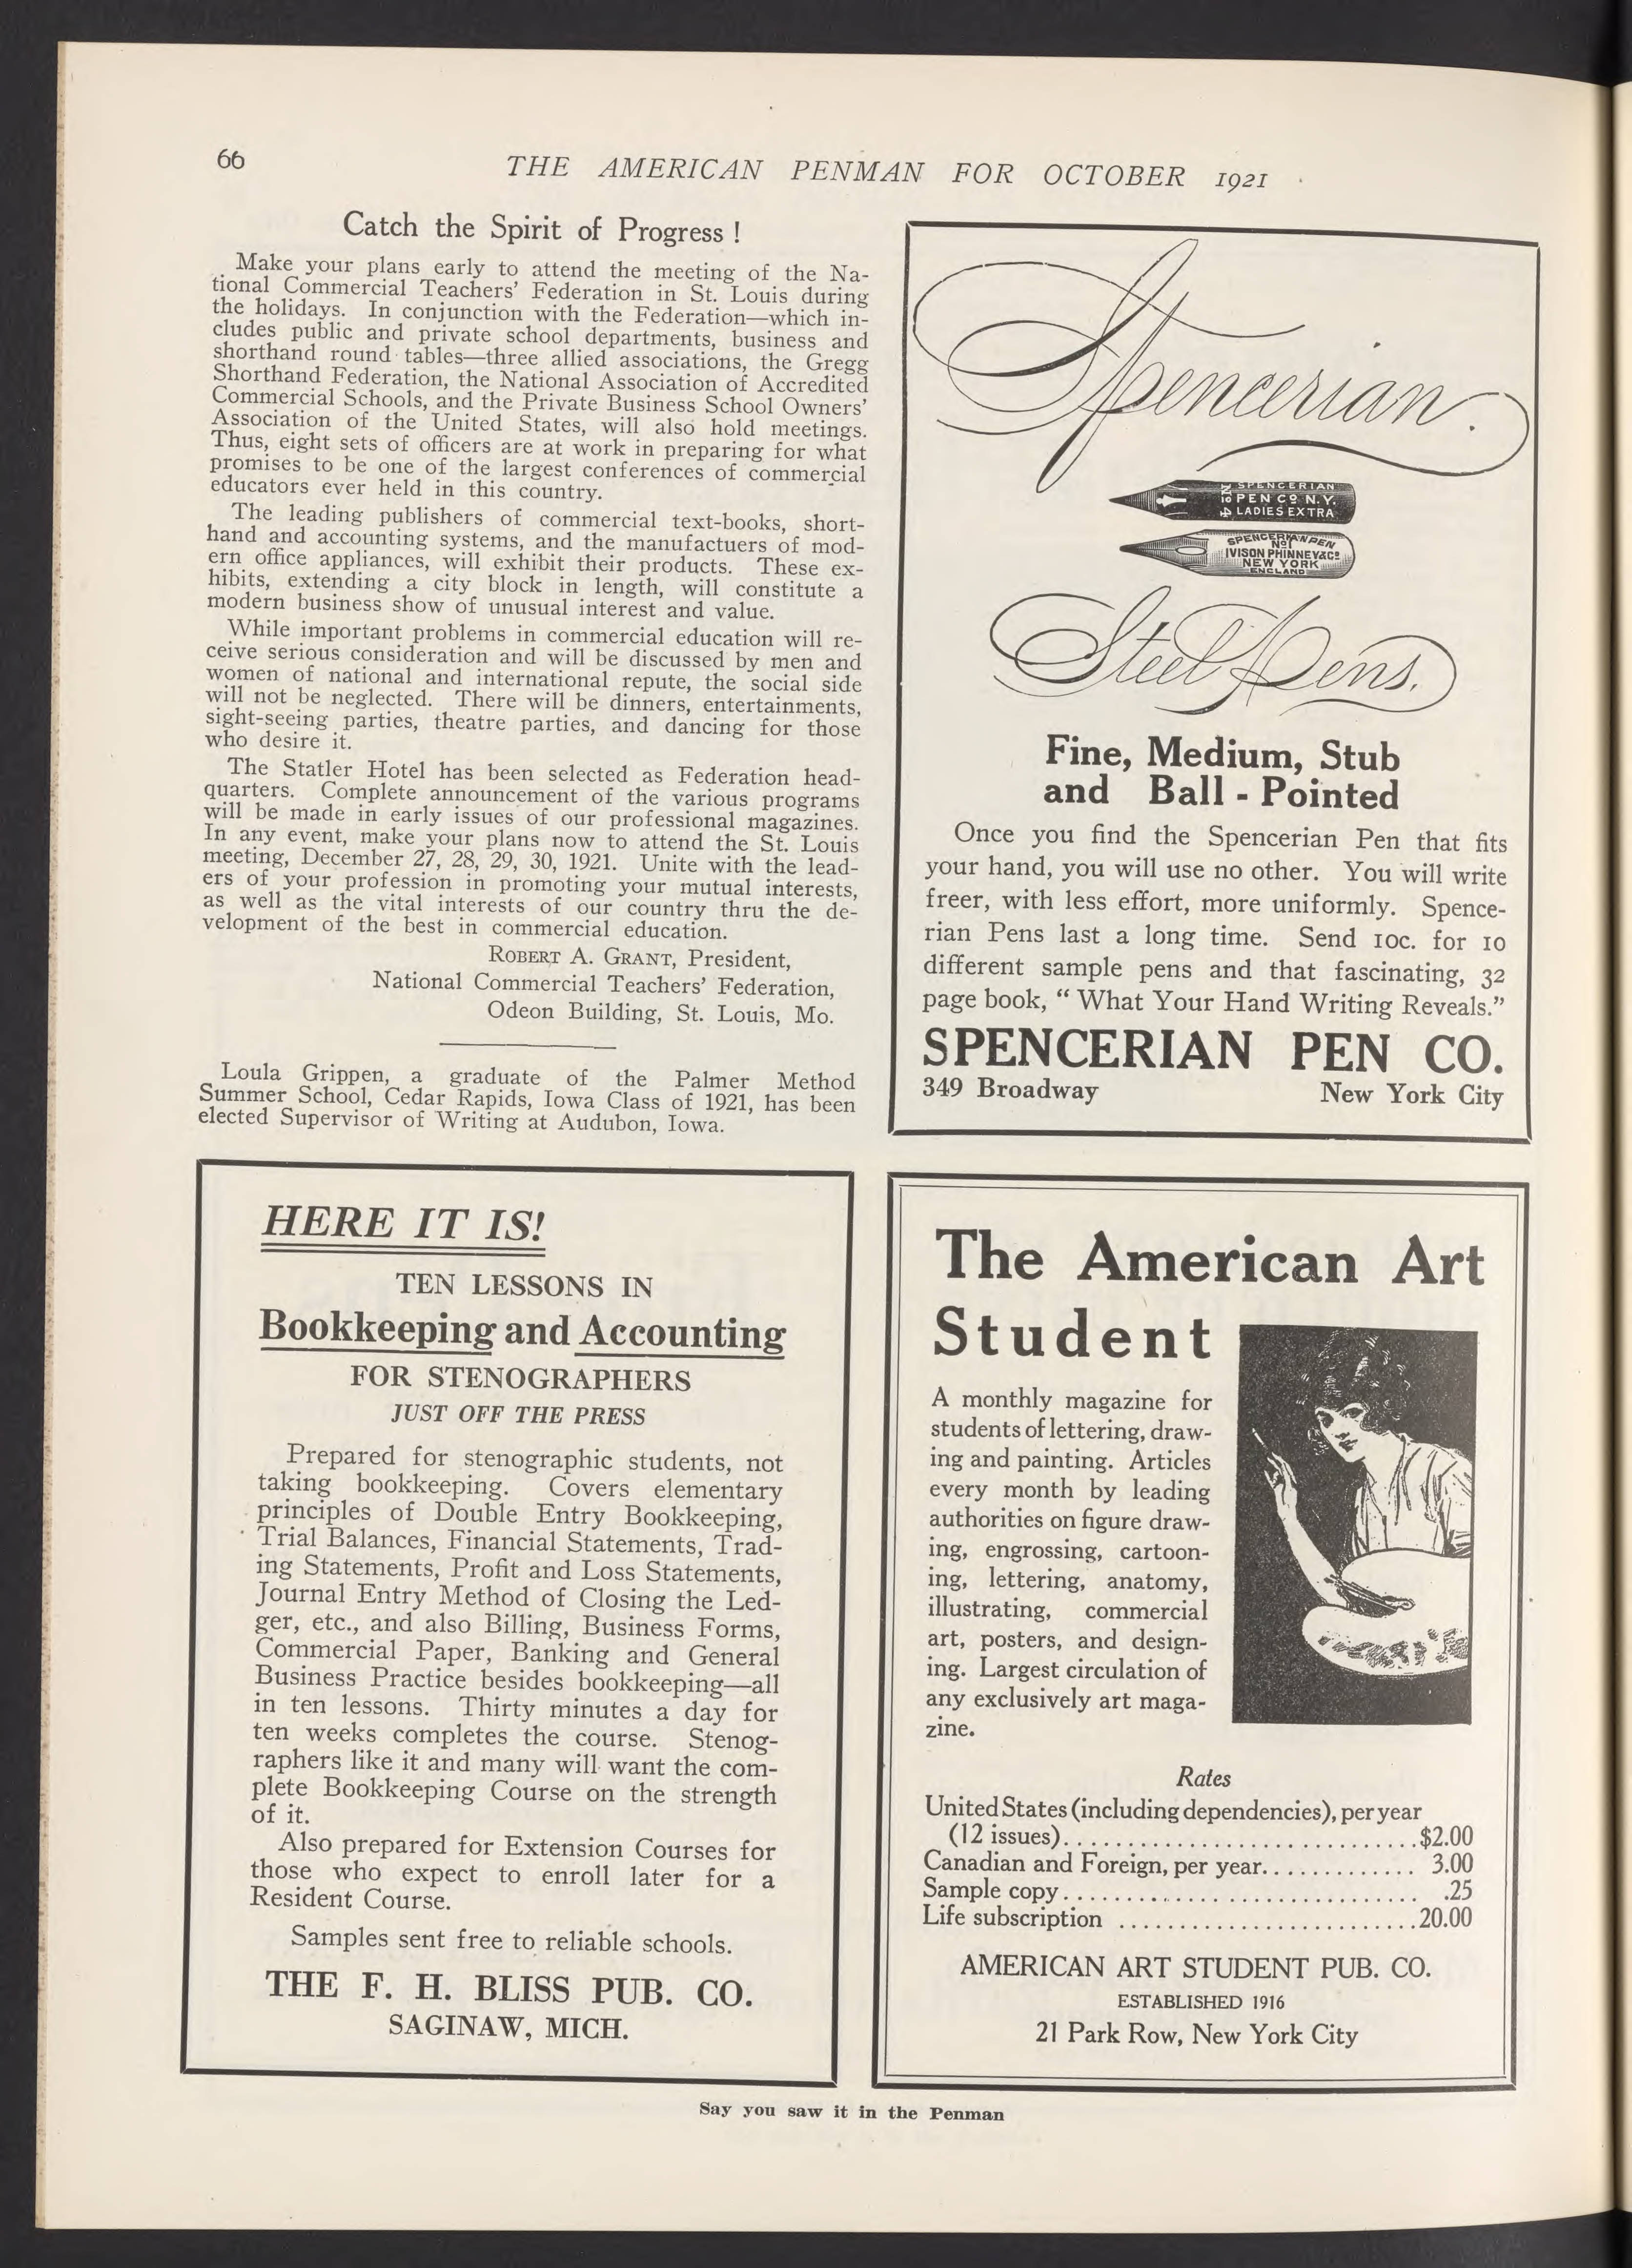 66
THE AMERICAN PENMAN FOR OCTOBER 1921
Catch the Spirit of Progress !
Make your plans early to attend the meeting of the Na-
tional Commercial Teachers' Federation in St. Louis during
the holidays. In conjunction with the Federation—which in-
cludes public and private school departments, business and
shorthand round tables—three allied associations, the Gregg
Shorthand Federation, the National Association of Accredited
Commercial Schools, and the Private Business School Owners'
Association of the United States, will also hold meetings.
Thus, eight sets of officers are at work in preparing for what
promises to be one of the largest conferences of commercial
educators ever held in this country.
The leading publishers of commercial text-books, short-
hand and accounting systems, and the manufactuers of mod-
ern office appliances, will exhibit their products. These ex-
hibits, extending a city block in length, will constitute a
modern business show of unusual interest and value.
While important problems in commercial education will re-
ceive serious consideration and will be discussed by men and
women of national and international repute, the social side
will not be neglected. There will be dinners, entertainments,
sight-seeing parties, theatre parties, and dancing for those
who desire it.
The Statler Hotel has been selected as Federation head-
quarters. Complete announcement of the various programs
will be made in early issues of our professional magazines.
In any event, make your plans now to attend the St. Louis
meeting, December 27, 28, 29, 30, 1921. Unite with the lead-
ers of your profession in promoting your mutual interests,
as well as the vital interests of our country thru the de-
velopment of the best in commercial education.
ROBERT A. GRANT, President,
National Commercial Teachers' Federation,
Odeon Building, St. Louis, Mo.
Loula Grippen, a graduate of the Palmer Method
Summer School, Cedar Rapids, Iowa Class of 1921, has been
elected Supervisor of Writing at Audubon, Iowa.
Spencerian.
SPENCERIAN
PEN CO. N.Y.
LADIES EXTRA
SPENCERIAN PEN
No 1
IVISON PHINNEY & CO
NEW YORK
ENGLAND
Steel Pens.
Fine, Medium, Stub
and Ball - Pointed
Once you find the Spencerian Pen that fits
your hand, you will use no other. You will write
freer, with less effort, more uniformly. Spence-
rian Pens last a long time. Send 10c. for 10
different sample pens and that fascinating, 32
page book, “ What Your Hand Writing Reveals.”
SPENCERIAN PEN CO.
349 Broadway New York City
HERE IT IS!
TEN LESSONS IN
Bookkeeping and Accounting
FOR STENOGRAPHERS
JUST OFF THE PRESS
Prepared for stenographic students, not
taking bookkeeping. Covers elementary
principles of Double Entry Bookkeeping,
Trial Balances, Financial Statements, Trad-
ing Statements, Profit and Loss Statements,
Journal Entry Method of Closing the Led-
ger, etc., and also Billing, Business Forms,
Commercial Paper, Banking and General
Business Practice besides bookkeeping—all
in ten lessons. Thirty minutes a day for
ten weeks completes the course. Stenog-
raphers like it and many will want the com-
plete Bookkeeping Course on the strength
of it.
Also prepared for Extension Courses for
those who expect to enroll later for a
Resident Course.
Samples sent free to reliable schools.
THE F. H. BLISS PUB. CO.
SAGINAW, MICH.
The American Art
Student
A monthly magazine for
students of lettering, draw-
ing and painting. Articles
every month by leading
authorities on figure draw-
ing, engrossing, cartoon-
ing, lettering, anatomy,
illustrating, commercial
art, posters, and design-
ing. Largest circulation of
any exclusively art maga-
zine.
Rates
United States (including dependencies), per year
(12 issues)............................$2.00
Canadian and Foreign, per year............. 3.00
Sample copy............................ .25
Life subscription .........................20.00
AMERICAN ART STUDENT PUB. CO.
ESTABLISHED 1916
21 Park Row, New York City
Say you saw it in the Penman